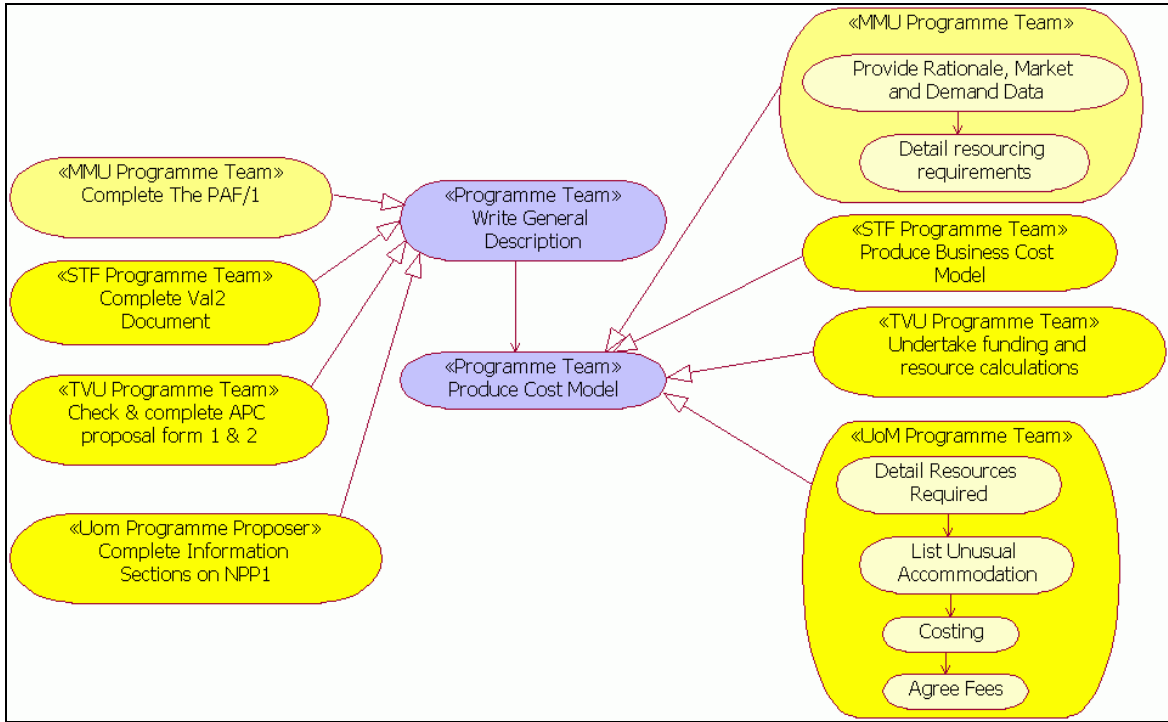 «MMU Programme Team»
Complete The PAF/1
«STF Programme Team»
Complete Val2
Document
«TVU Programme Team»
Check & complete APC
proposal form 1 & 2
«Uom Programme Proposer»
Complete Information
Sections on NPP1
«Programme Team»
Write General
Description
«Programme Team»
Produce Cost Model
«MMU Programme Team»
Provide Rationale, Market
and Demand Data
Detail resourcing
requirements
«STF Programme Team»
Produce Business Cost
Model
«TVU Programme Team»
Undertake funding and
resource calculations
«UoM Programme Team»
Detail Resources
Required
List Unusual
Accommodation
Costing
Agree Fees